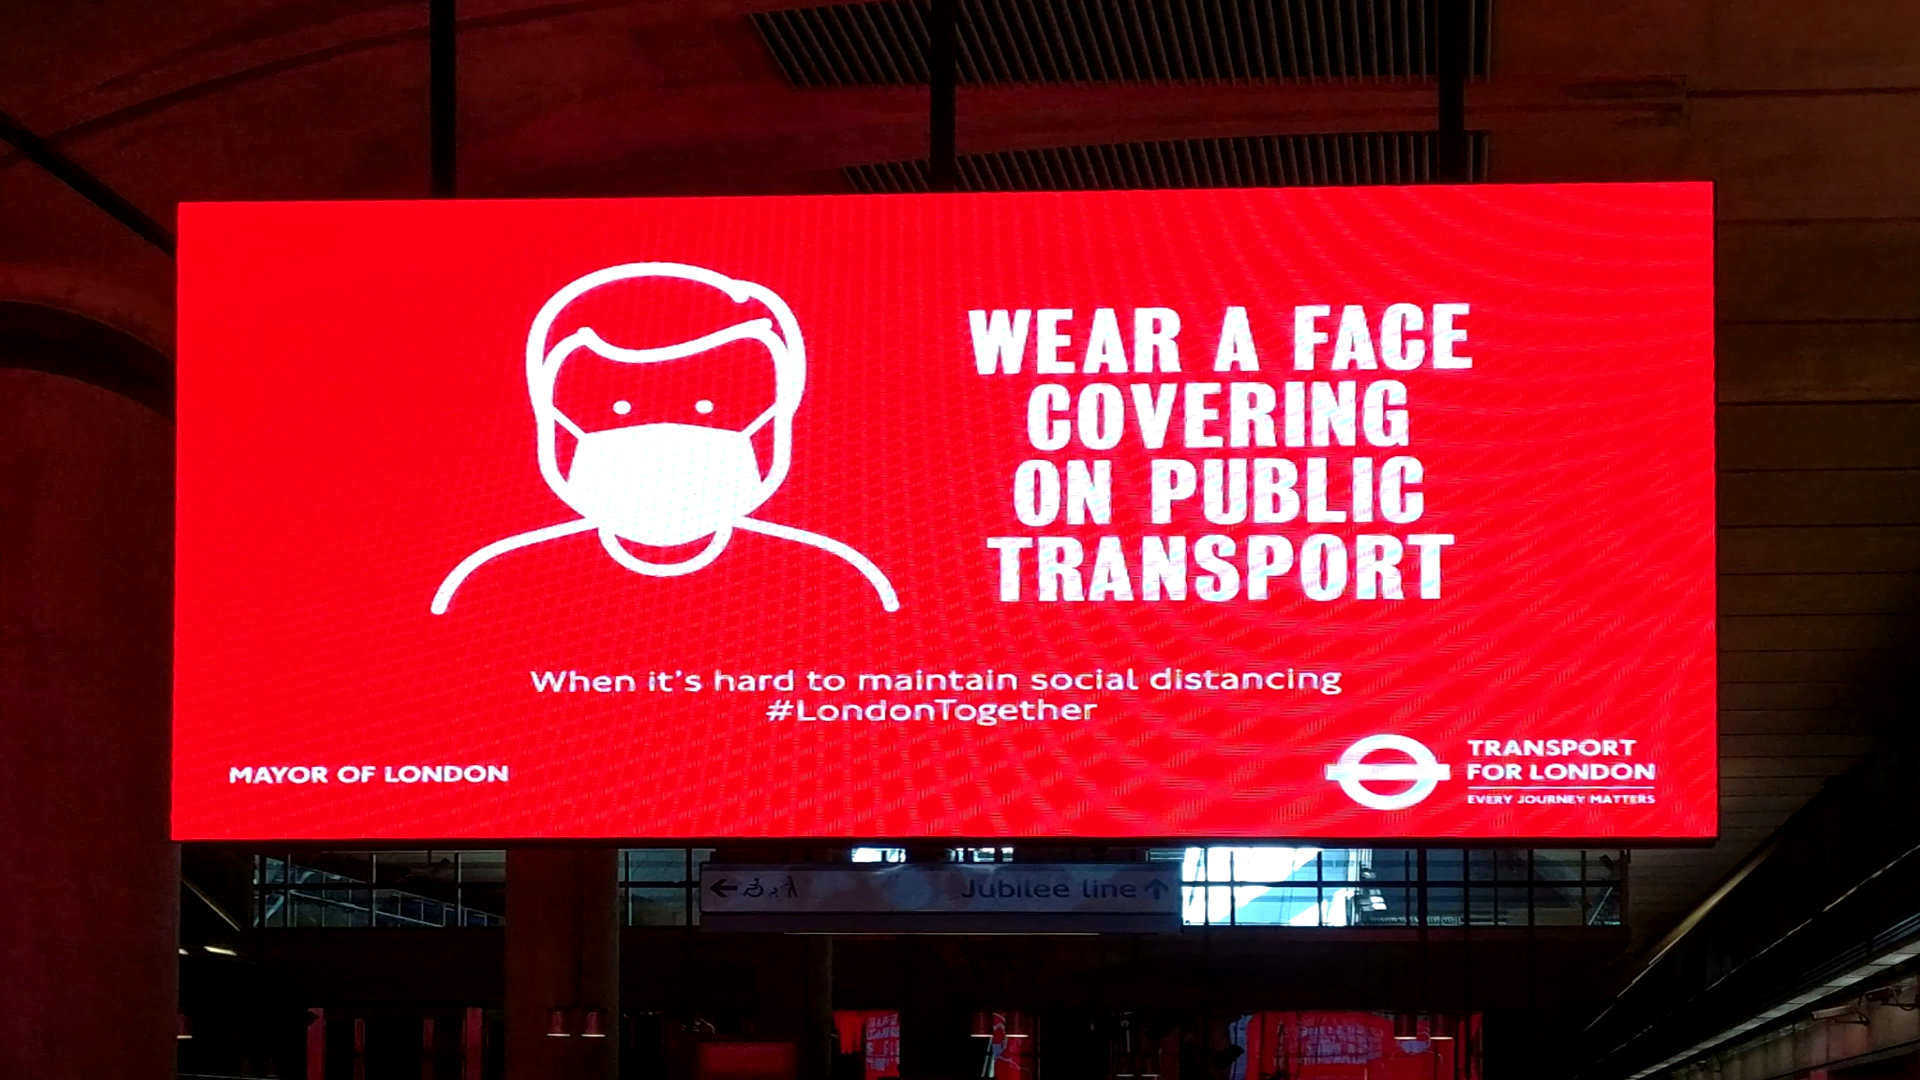 WEAR A FACE
COVERING
ON PUBLIC
TRANSPORT
When it's hard to maintain social distancing
#LondonTogether
MAYOR OF LONDON
TRANSPORT
FOR LONDON
EVERY JOURNEY MATTERS
Jubilee line